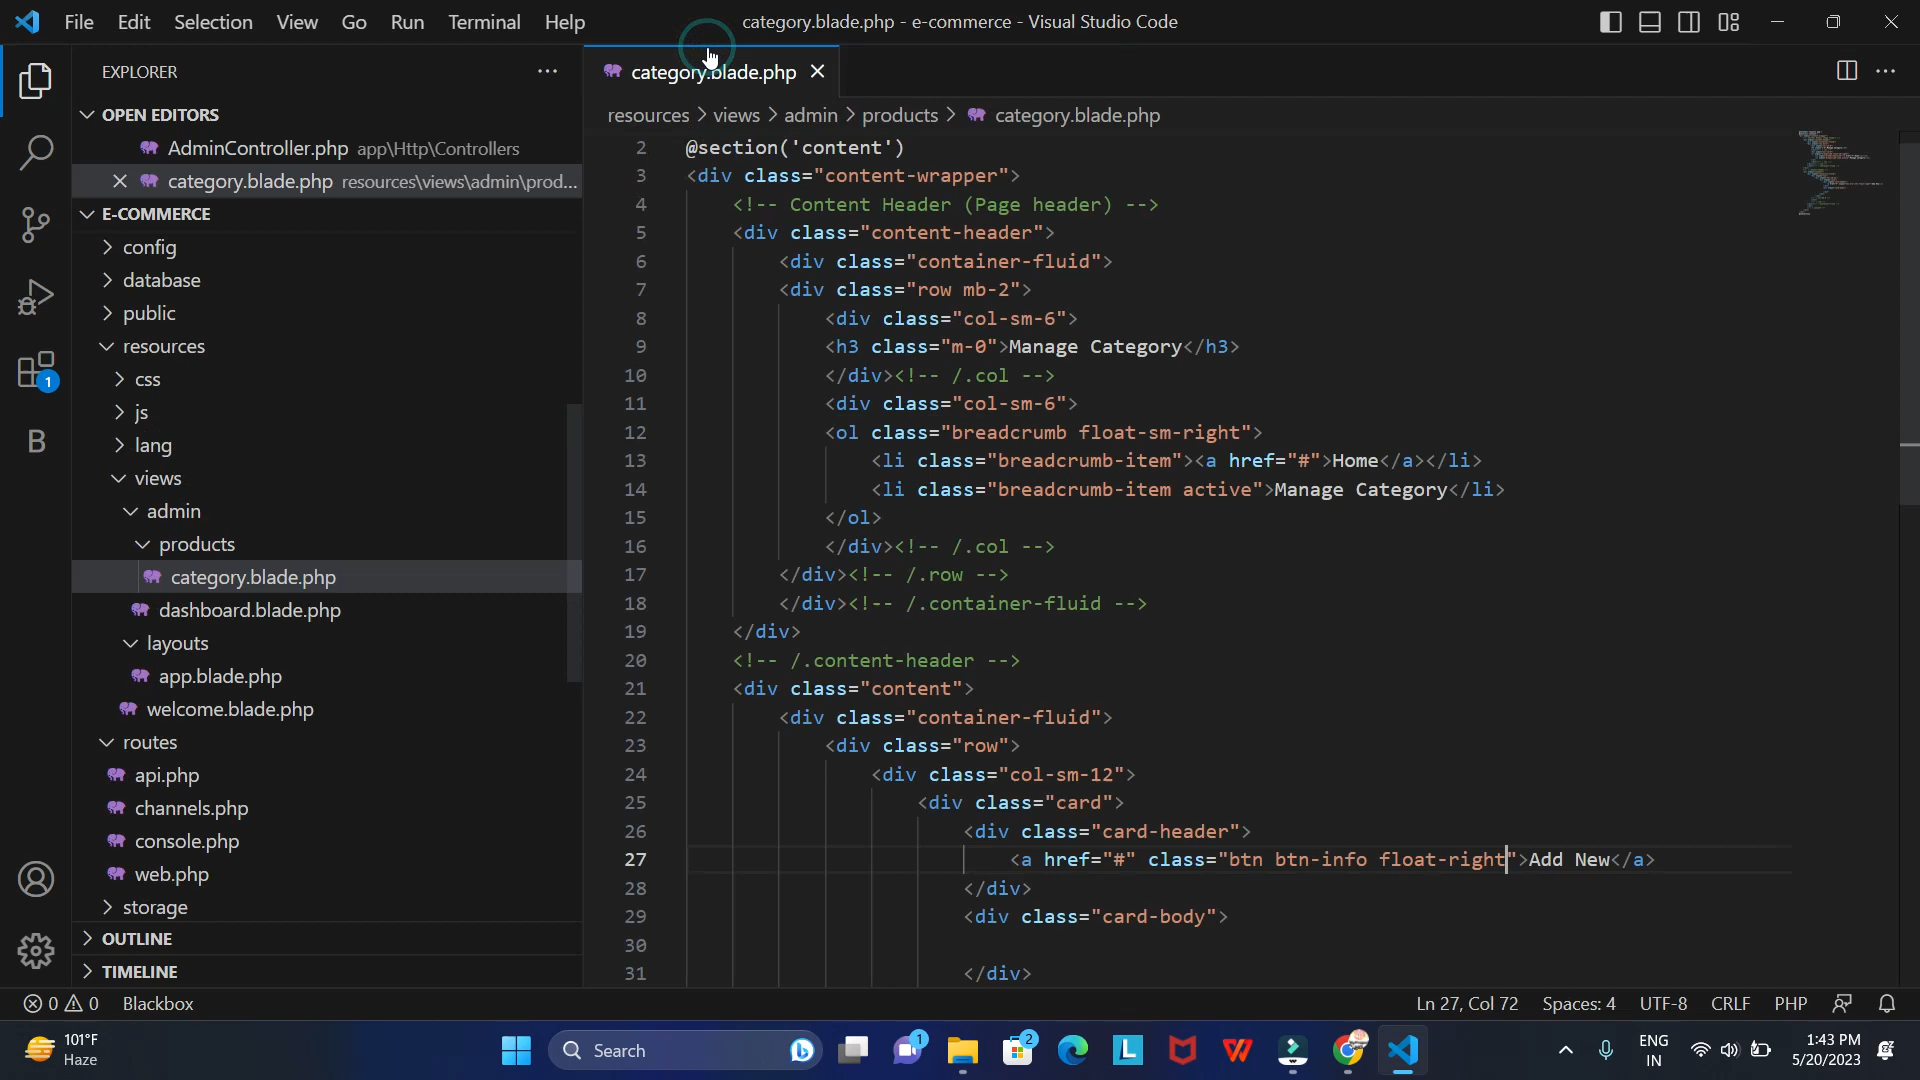 File Edit Selection View Go Run Terminal Help
category.blade.php - e-commerce - Visual Studio Code
EXPLORER
OPEN EDITORS
AdminController.php app\Http\Controllers
category.blade.php resources\views\admin\prod...
E-COMMERCE
config
database
public
resources
css
js
lang
views
admin
products
category.blade.php
dashboard.blade.php
layouts
app.blade.php
welcome.blade.php
routes
api.php
channels.php
console.php
web.php
storage
OUTLINE
TIMELINE
1
B
category.blade.php
resources > views > admin > products > category.blade.php
2 @section('content')
3 <div class="content-wrapper">
4 <!-- Content Header (Page header) -->
5 <div class="content-header">
6 <div class="container-fluid">
7 <div class="row mb-2">
8 <div class="col-sm-6">
9 <h3 class="m-0">Manage Category</h3>
10 </div><!-- /.col -->
11 <div class="col-sm-6">
12 <ol class="breadcrumb float-sm-right">
13 <li class="breadcrumb-item"><a href="#">Home</a></li>
14 <li class="breadcrumb-item active">Manage Category</li>
15 </ol>
16 </div><!-- /.col -->
17 </div><!-- /.row -->
18 </div><!-- /.container-fluid -->
19 </div>
20 <!-- /.content-header -->
21 <div class="content">
22 <div class="container-fluid">
23 <div class="row">
24 <div class="col-sm-12">
25 <div class="card">
26 <div class="card-header">
27 <a href="#" class="btn btn-info float-right">Add New</a>
28 </div>
29 <div class="card-body">
30
31 </div>
0 0 Blackbox
Ln 27, Col 72 Spaces: 4 UTF-8 CRLF PHP
101°F
Haze
Search
1
2
L
ENG
IN
1:43 PM
5/20/2023